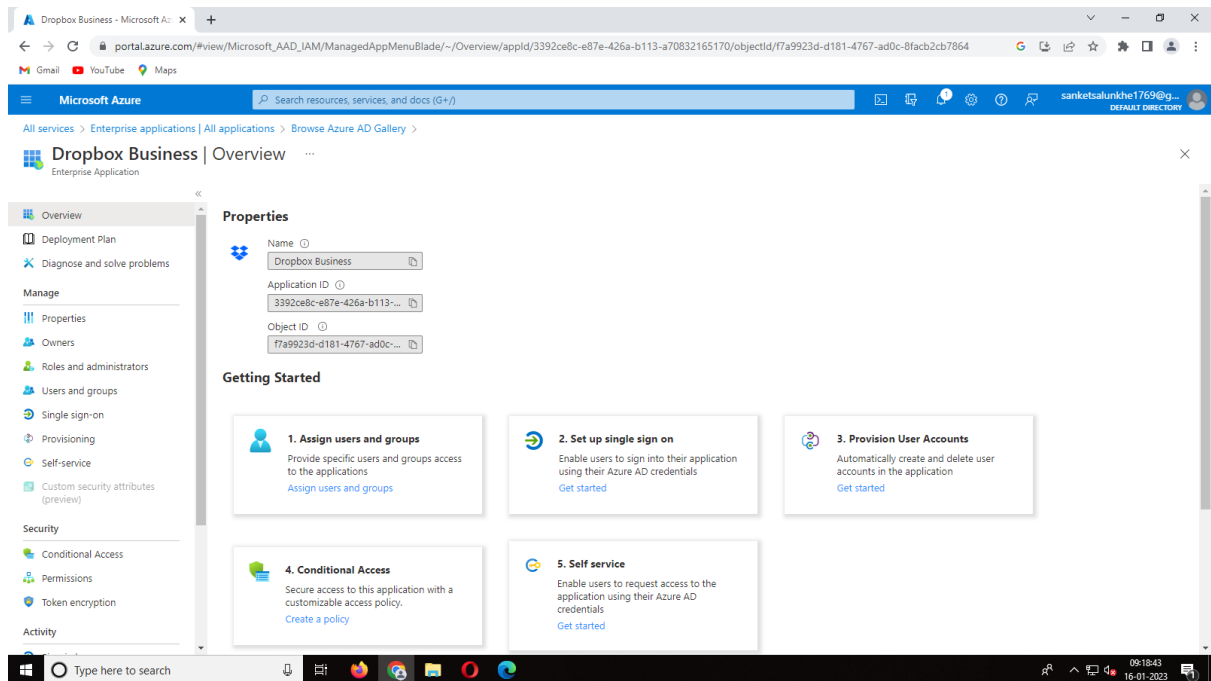 Dropbox Business - Microsoft Az
portal.azure.com/#view/Microsoft_AAD_IAM/ManagedAppMenuBlade/~/Overview/appId/3392ce8c-e87e-426a-b113-a70832165170/objectId/f7a9923d-d181-4767-ad0c-8facb2cb7864
Gmail YouTube Maps
Microsoft Azure Search resources, services, and docs (G+/) 1 sanketsalunkhe1769@g...
DEFAULT DIRECTORY
All services > Enterprise applications | All applications > Browse Azure AD Gallery >
Dropbox Business | Overview ...
Enterprise Application
Overview
Deployment Plan
Diagnose and solve problems
Manage
Properties
Owners
Roles and administrators
Users and groups
Single sign-on
Provisioning
Self-service
Custom security attributes
(preview)
Security
Conditional Access
Permissions
Token encryption
Activity
Properties
Name
Dropbox Business
Application ID
3392ce8c-e87e-426a-b113-...
Object ID
f7a9923d-d181-4767-ad0c-...
Getting Started
1. Assign users and groups
Provide specific users and groups access
to the applications
Assign users and groups
2. Set up single sign on
Enable users to sign into their application
using their Azure AD credentials
Get started
3. Provision User Accounts
Automatically create and delete user
accounts in the application
Get started
4. Conditional Access
Secure access to this application with a
customizable access policy.
Create a policy
5. Self service
Enable users to request access to the
application using their Azure AD
credentials
Get started
Type here to search
09:18:43
16-01-2023